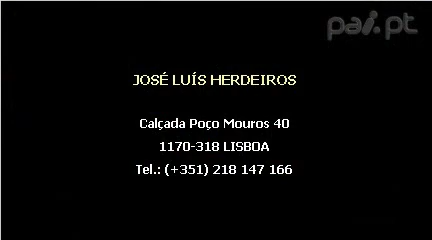 pai.pt
JOSÉ LUÍS HERDEIROS
Calçada Poço Mouros 40
1170-318 LISBOA
Tel.: (+351) 218 147 166